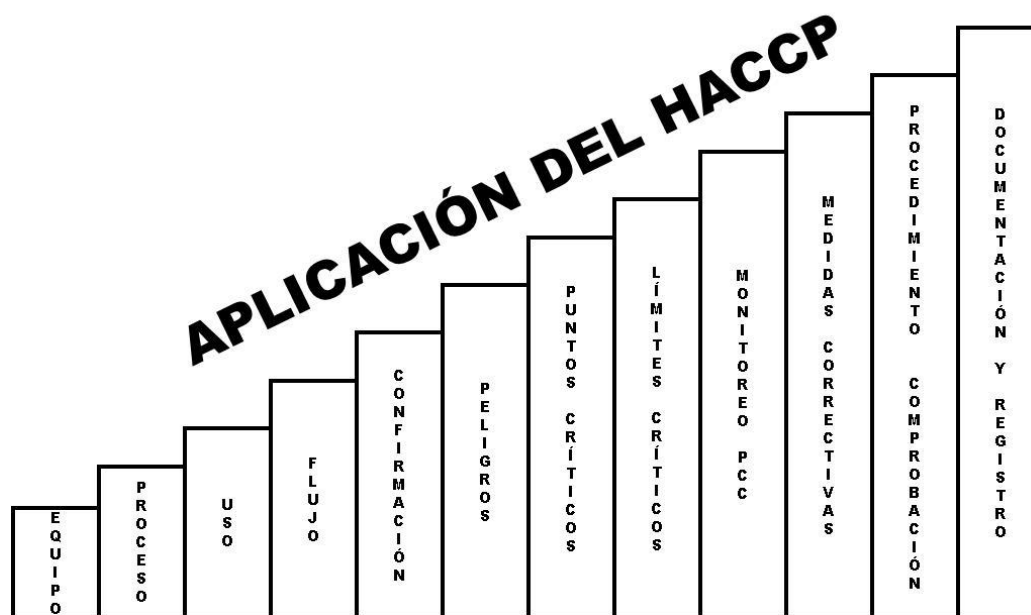 APLICACIÓN DEL HACCP
EQUIPO
PROCESO
USO
FLUJO
CONFIRMACIÓN
PELIGROS
PUNTOS CRÍTICOS
LÍMITES CRÍTICOS
MONITOREO PCC
MEDIDAS CORRECTIVAS
PROCEDIMIENTO COMPROBACIÓN
DOCUMENTACIÓN Y REGISTRO